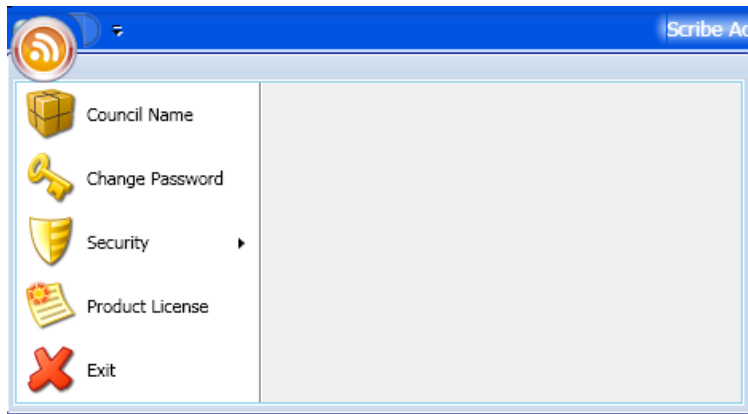 Scribe Ac
Council Name
Change Password
Security
Product License
Exit